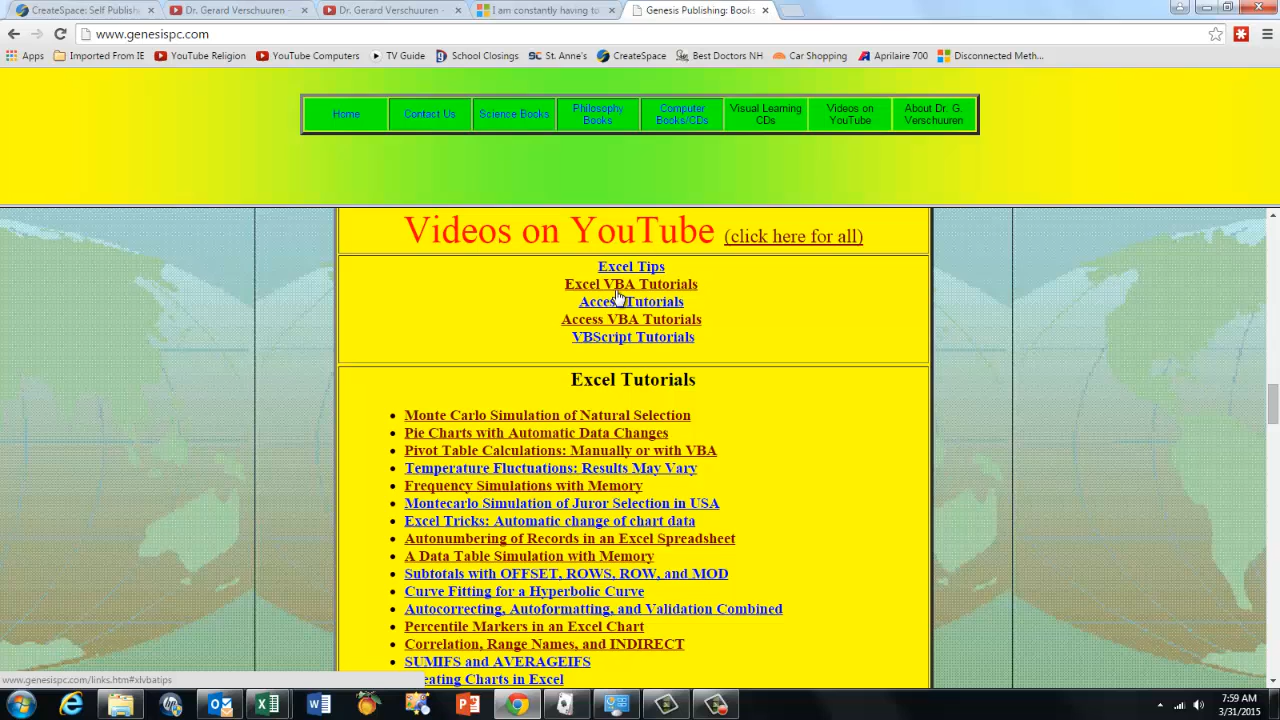 CreateSpace: Self Publish
Dr. Gerard Verschuuren -
Dr. Gerard Verschuuren -
I am constantly having to
Genesis Publishing: Books
www.genesispc.com
Apps
Imported From IE
YouTube Religion
YouTube Computers
TV Guide
School Closings
St. Anne's
CreateSpace
Best Doctors NH
Car Shopping
Aprilaire 700
Disconnected Meth...
Home
Contact Us
Science Books
Philosophy
Books
Computer
Books/CDs
Visual Learning
CDs
Videos on
YouTube
About Dr. G.
Verschuuren
Videos on YouTube (click here for all)
Excel Tips
Excel VBA Tutorials
Access Tutorials
Access VBA Tutorials
VBScript Tutorials
Excel Tutorials
Monte Carlo Simulation of Natural Selection
Pie Charts with Automatic Data Changes
Pivot Table Calculations: Manually or with VBA
Temperature Fluctuations: Results May Vary
Frequency Simulations with Memory
Montecarlo Simulation of Juror Selection in USA
Excel Tricks: Automatic change of chart data
Autonumbering of Records in an Excel Spreadsheet
A Data Table Simulation with Memory
Subtotals with OFFSET, ROWS, ROW, and MOD
Curve Fitting for a Hyperbolic Curve
Autocorrecting, Autoformatting, and Validation Combined
Percentile Markers in an Excel Chart
Correlation, Range Names, and INDIRECT
SUMIFS and AVERAGEIFS
eating Charts in Excel
www.genesispc.com/links.htm#xlvbatips
7:59 AM
3/31/2015